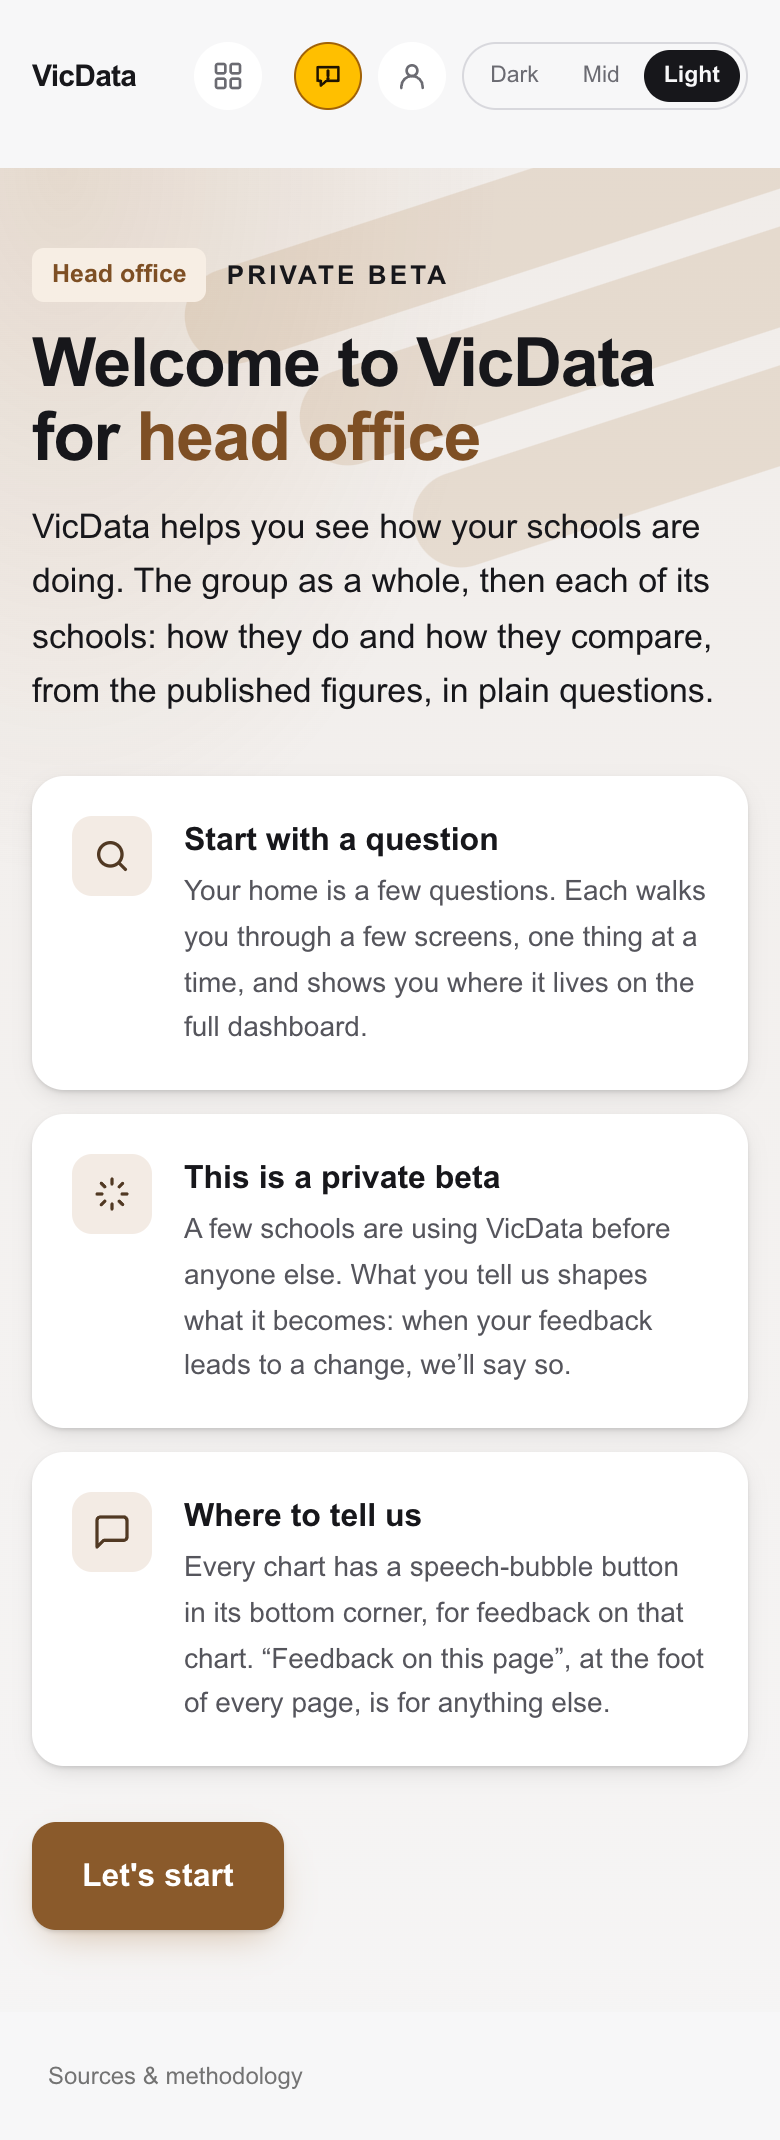 VicData
Dark
Mid
Light
Head office
PRIVATE BETA
Welcome to VicData
for head office
VicData helps you see how your schools are
doing. The group as a whole, then each of its
schools: how they do and how they compare,
from the published figures, in plain questions.
Start with a question
Your home is a few questions. Each walks
you through a few screens, one thing at a
time, and shows you where it lives on the
full dashboard.
This is a private beta
A few schools are using VicData before
anyone else. What you tell us shapes
what it becomes: when your feedback
leads to a change, we’ll say so.
Where to tell us
Every chart has a speech-bubble button
in its bottom corner, for feedback on that
chart. “Feedback on this page”, at the foot
of every page, is for anything else.
Let's start
Sources & methodology